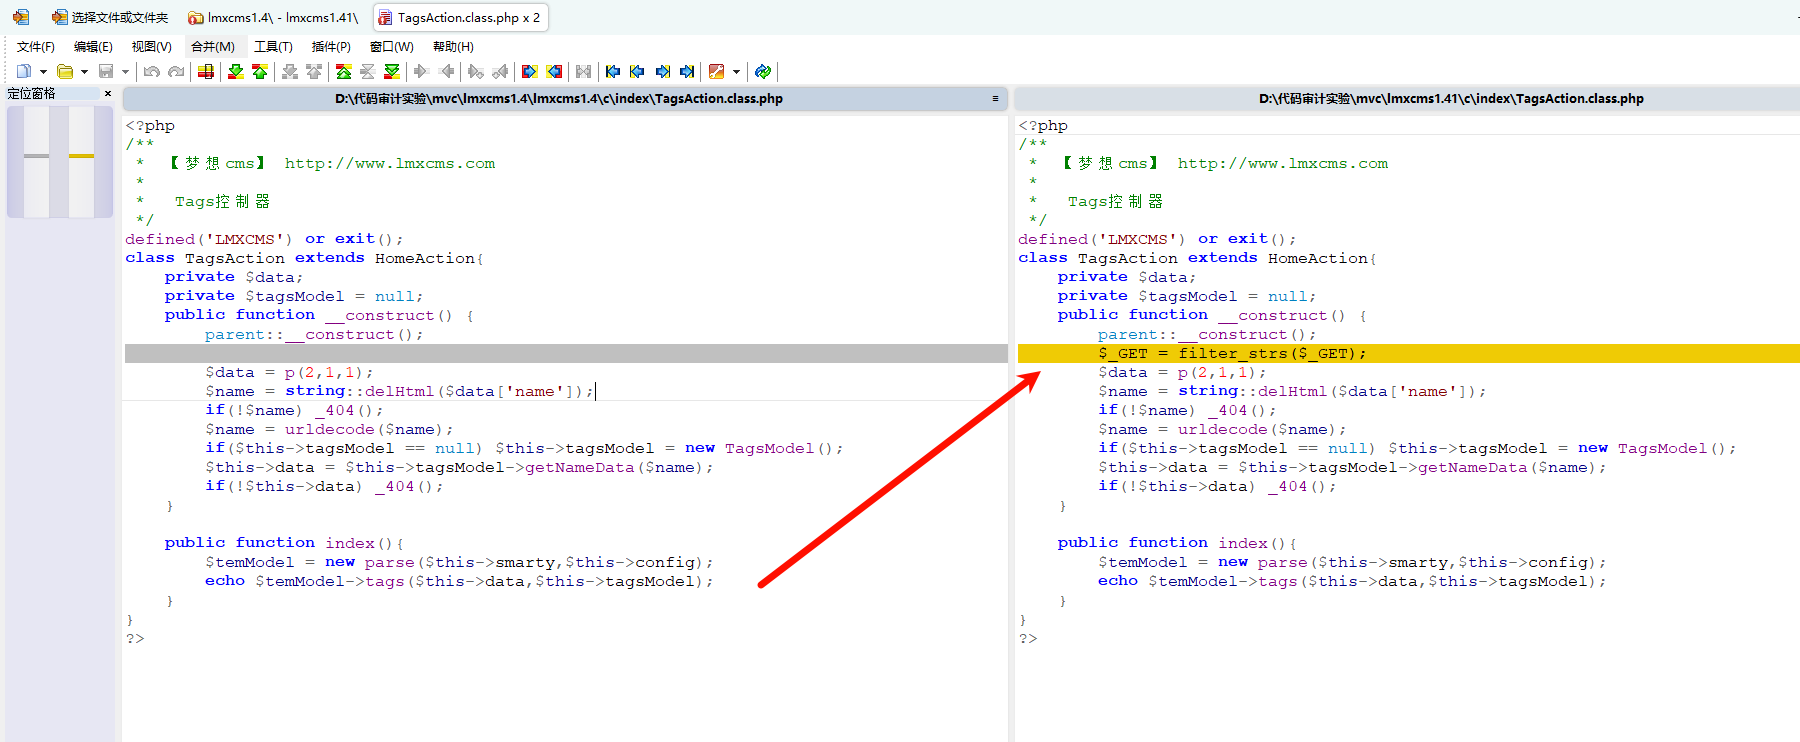 选择文件或文件夹 lmxcms1.4\ - lmxcms1.41\ TagsAction.class.php x 2
文件(F) 编辑(E) 视图(V) 合并(M) 工具(T) 插件(P) 窗口(W) 帮助(H)
定位窗格 ×
D:\代码审计实验\mvc\lmxcms1.4\lmxcms1.4\c\index\TagsAction.class.php
<?php
/**
 *  【梦想cms】 http://www.lmxcms.com
 *
 *   Tags控制器
 */
defined('LMXCMS') or exit();
class TagsAction extends HomeAction{
    private $data;
    private $tagsModel = null;
    public function __construct() {
        parent::__construct();
        $data = p(2,1,1);
        $name = string::delHtml($data['name']);
        if(!$name) _404();
        $name = urldecode($name);
        if($this->tagsModel == null) $this->tagsModel = new TagsModel();
        $this->data = $this->tagsModel->getNameData($name);
        if(!$this->data) _404();
    }
    public function index(){
        $temModel = new parse($this->smarty,$this->config);
        echo $temModel->tags($this->data,$this->tagsModel);
    }
}
?>
D:\代码审计实验\mvc\lmxcms1.41\c\index\TagsAction.class.php
<?php
/**
 *  【梦想cms】 http://www.lmxcms.com
 *
 *   Tags控制器
 */
defined('LMXCMS') or exit();
class TagsAction extends HomeAction{
    private $data;
    private $tagsModel = null;
    public function __construct() {
        parent::__construct();
        $_GET = filter_strs($_GET);
        $data = p(2,1,1);
        $name = string::delHtml($data['name']);
        if(!$name) _404();
        $name = urldecode($name);
        if($this->tagsModel == null) $this->tagsModel = new TagsModel();
        $this->data = $this->tagsModel->getNameData($name);
        if(!$this->data) _404();
    }
    public function index(){
        $temModel = new parse($this->smarty,$this->config);
        echo $temModel->tags($this->data,$this->tagsModel);
    }
}
?>